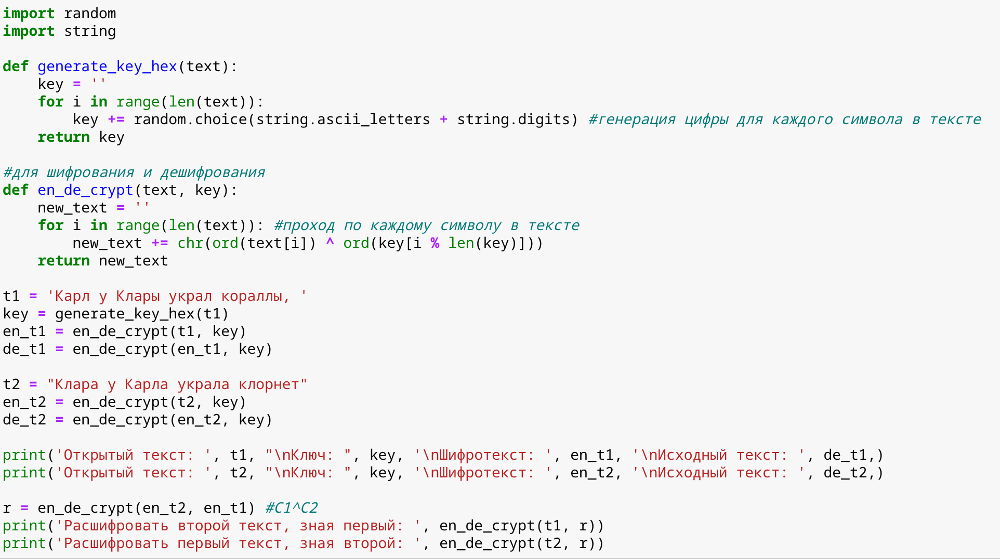 import random
import string
def generate_key_hex(text):
    key = ''
    for i in range(len(text)):
        key += random.choice(string.ascii_letters + string.digits) #генерация цифры для каждого символа в тексте
    return key
#для шифрования и дешифрования
def en_de_crypt(text, key):
    new_text = ''
    for i in range(len(text)): #проход по каждому символу в тексте
        new_text += chr(ord(text[i]) ^ ord(key[i % len(key)]))
    return new_text
t1 = 'Карл у Клары украл кораллы, '
key = generate_key_hex(t1)
en_t1 = en_de_crypt(t1, key)
de_t1 = en_de_crypt(en_t1, key)
t2 = "Клара у Карла украла клорнет"
en_t2 = en_de_crypt(t2, key)
de_t2 = en_de_crypt(en_t2, key)
print('Открытый текст: ', t1, "\nКлюч: ", key, '\nШифротекст: ', en_t1, '\nИсходный текст: ', de_t1,)
print('Открытый текст: ', t2, "\nКлюч: ", key, '\nШифротекст: ', en_t2, '\nИсходный текст: ', de_t2,)
r = en_de_crypt(en_t2, en_t1) #C1^C2
print('Расшифровать второй текст, зная первый: ', en_de_crypt(t1, r))
print('Расшифровать первый текст, зная второй: ', en_de_crypt(t2, r))